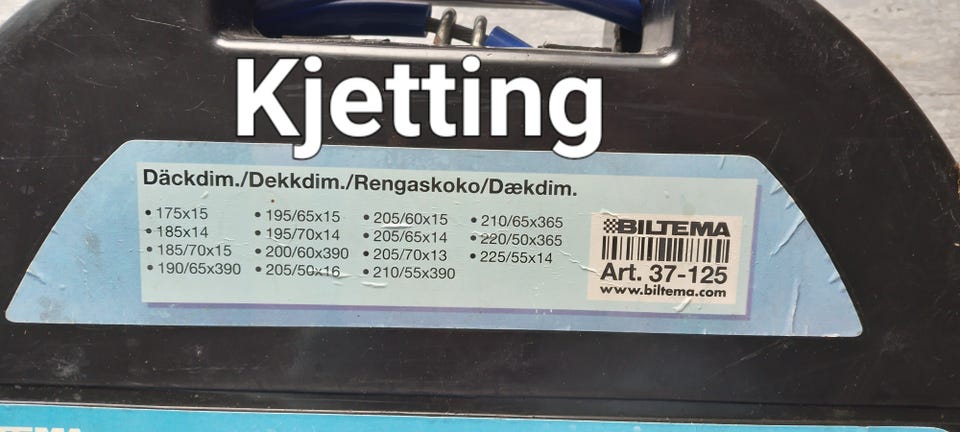 Kjetting
Däckdim./Dekkdim./Rengaskoko/Dækdim.
• 175x15
• 185x14
• 185/70x15
• 190/65x390
• 195/65x15
• 195/70x14
• 200/60x390
• 205/50x16
• 205/60x15
• 205/65x14
• 205/70x13
• 210/55x390
• 210/65x365
• 220/50x365
• 225/55x14
BILTEMA
Art. 37-125
www.biltema.com